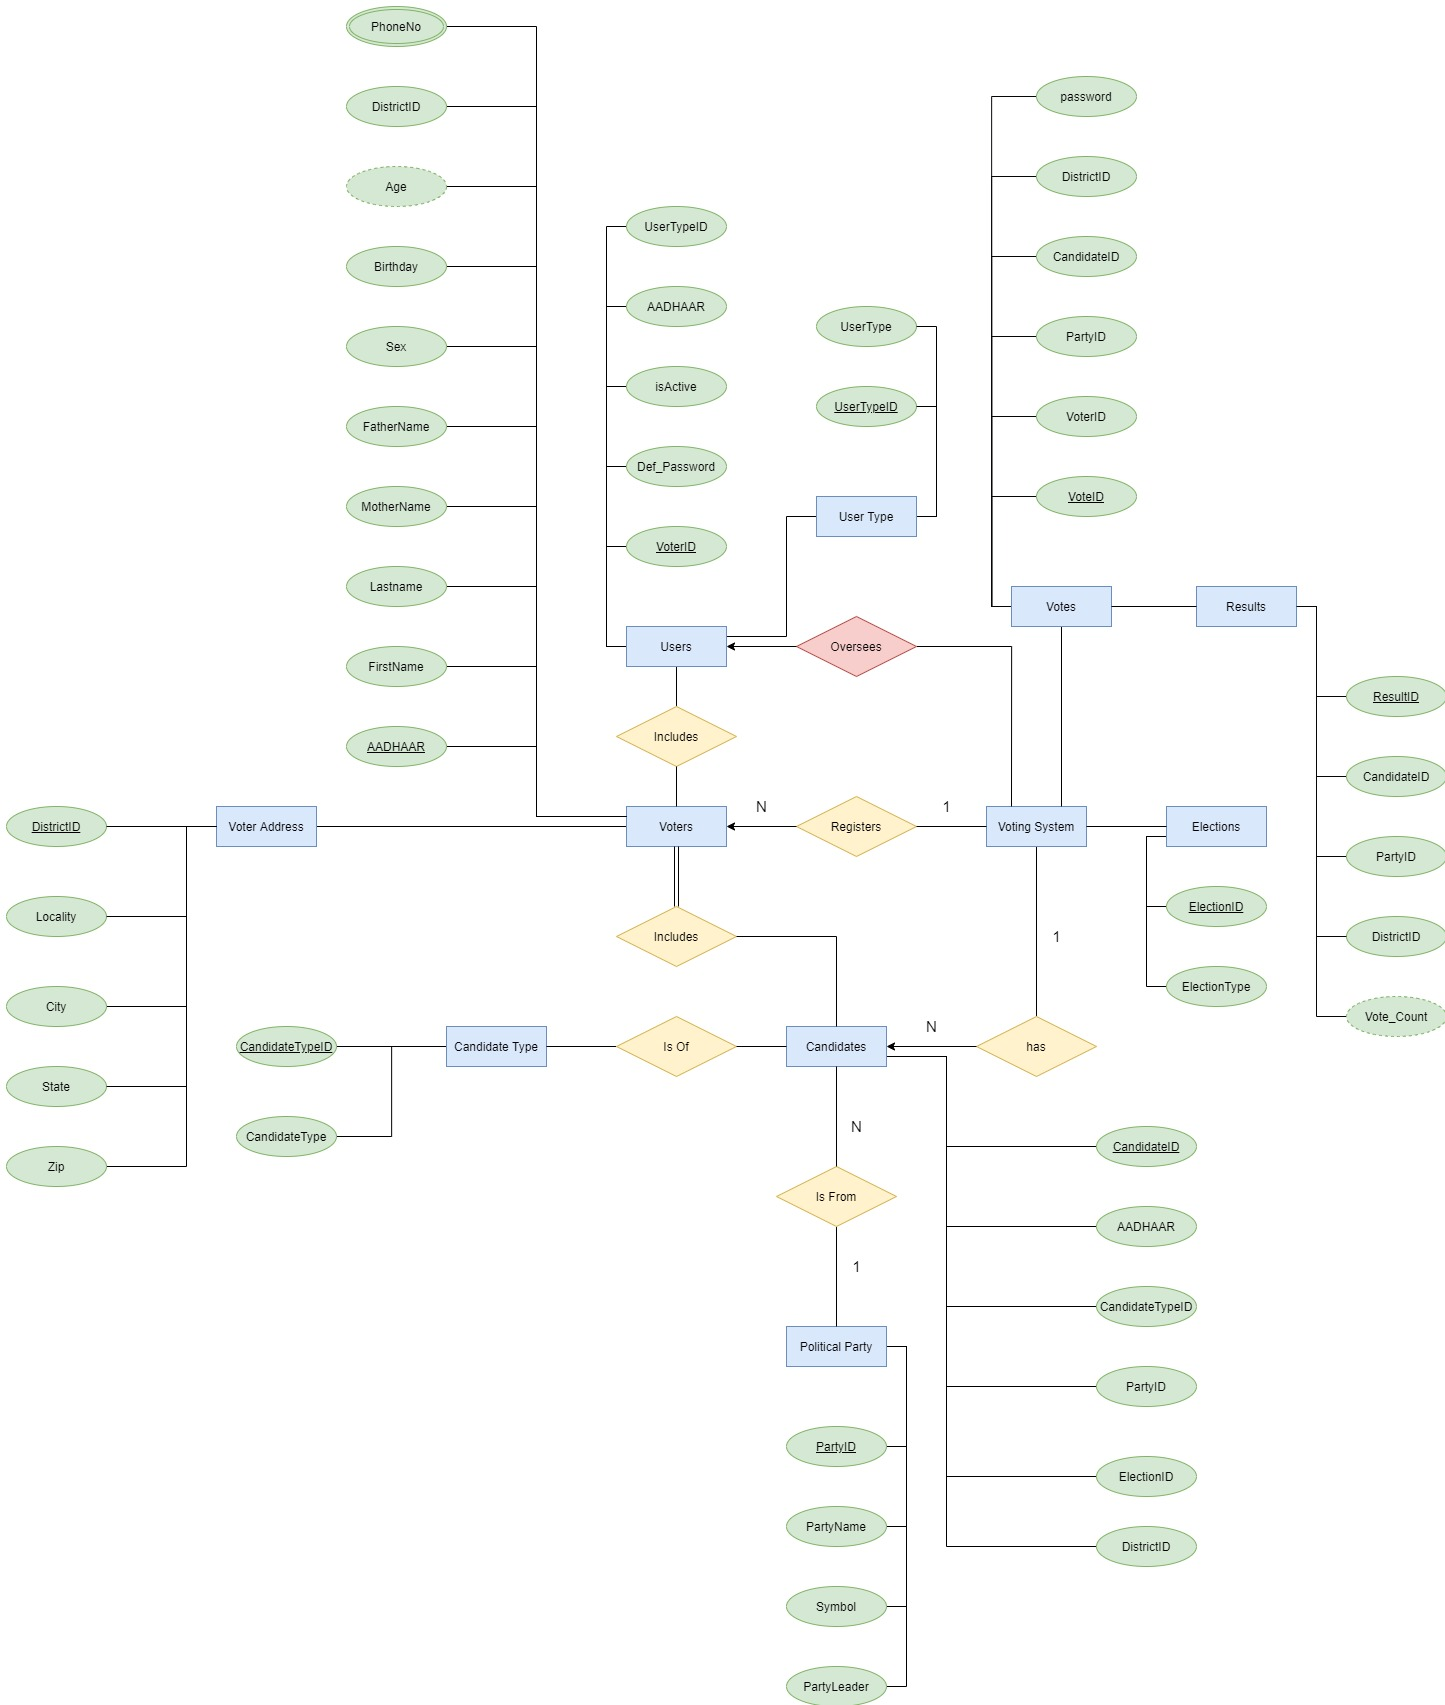 PhoneNo
DistrictID
Age
Birthday
Sex
FatherName
MotherName
Lastname
FirstName
AADHAAR
UserTypeID
AADHAAR
isActive
Def_Password
VoterID
UserType
UserTypeID
User Type
password
DistrictID
CandidateID
PartyID
VoterID
VoteID
Votes
Results
Users
Oversees
Includes
ResultID
CandidateID
PartyID
DistrictID
Vote_Count
DistrictID
Voter Address
Voters
N
Registers
1
Voting System
Elections
ElectionID
ElectionType
Locality
City
State
Zip
Includes
1
CandidateTypeID
CandidateType
Candidate Type
Is Of
Candidates
N
has
N
Is From
1
Political Party
CandidateID
AADHAAR
CandidateTypeID
PartyID
ElectionID
DistrictID
PartyID
PartyName
Symbol
PartyLeader